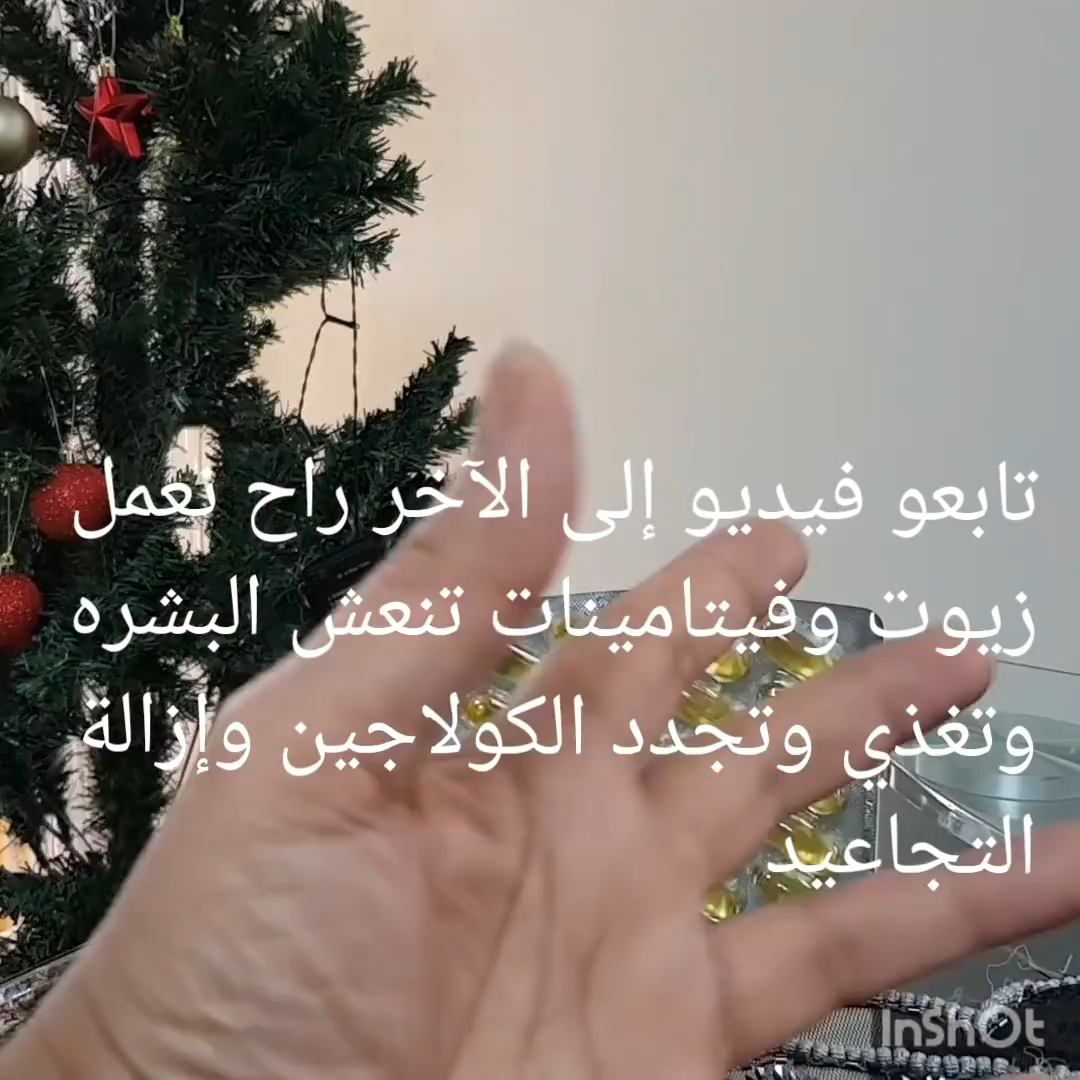 تابعو فيديو إلى الآخر راح نعمل
زيوت وفيتامينات تنعش البشره
وتغذي وتجدد الكولاجين وإزالة
التجاعيد
InShOt